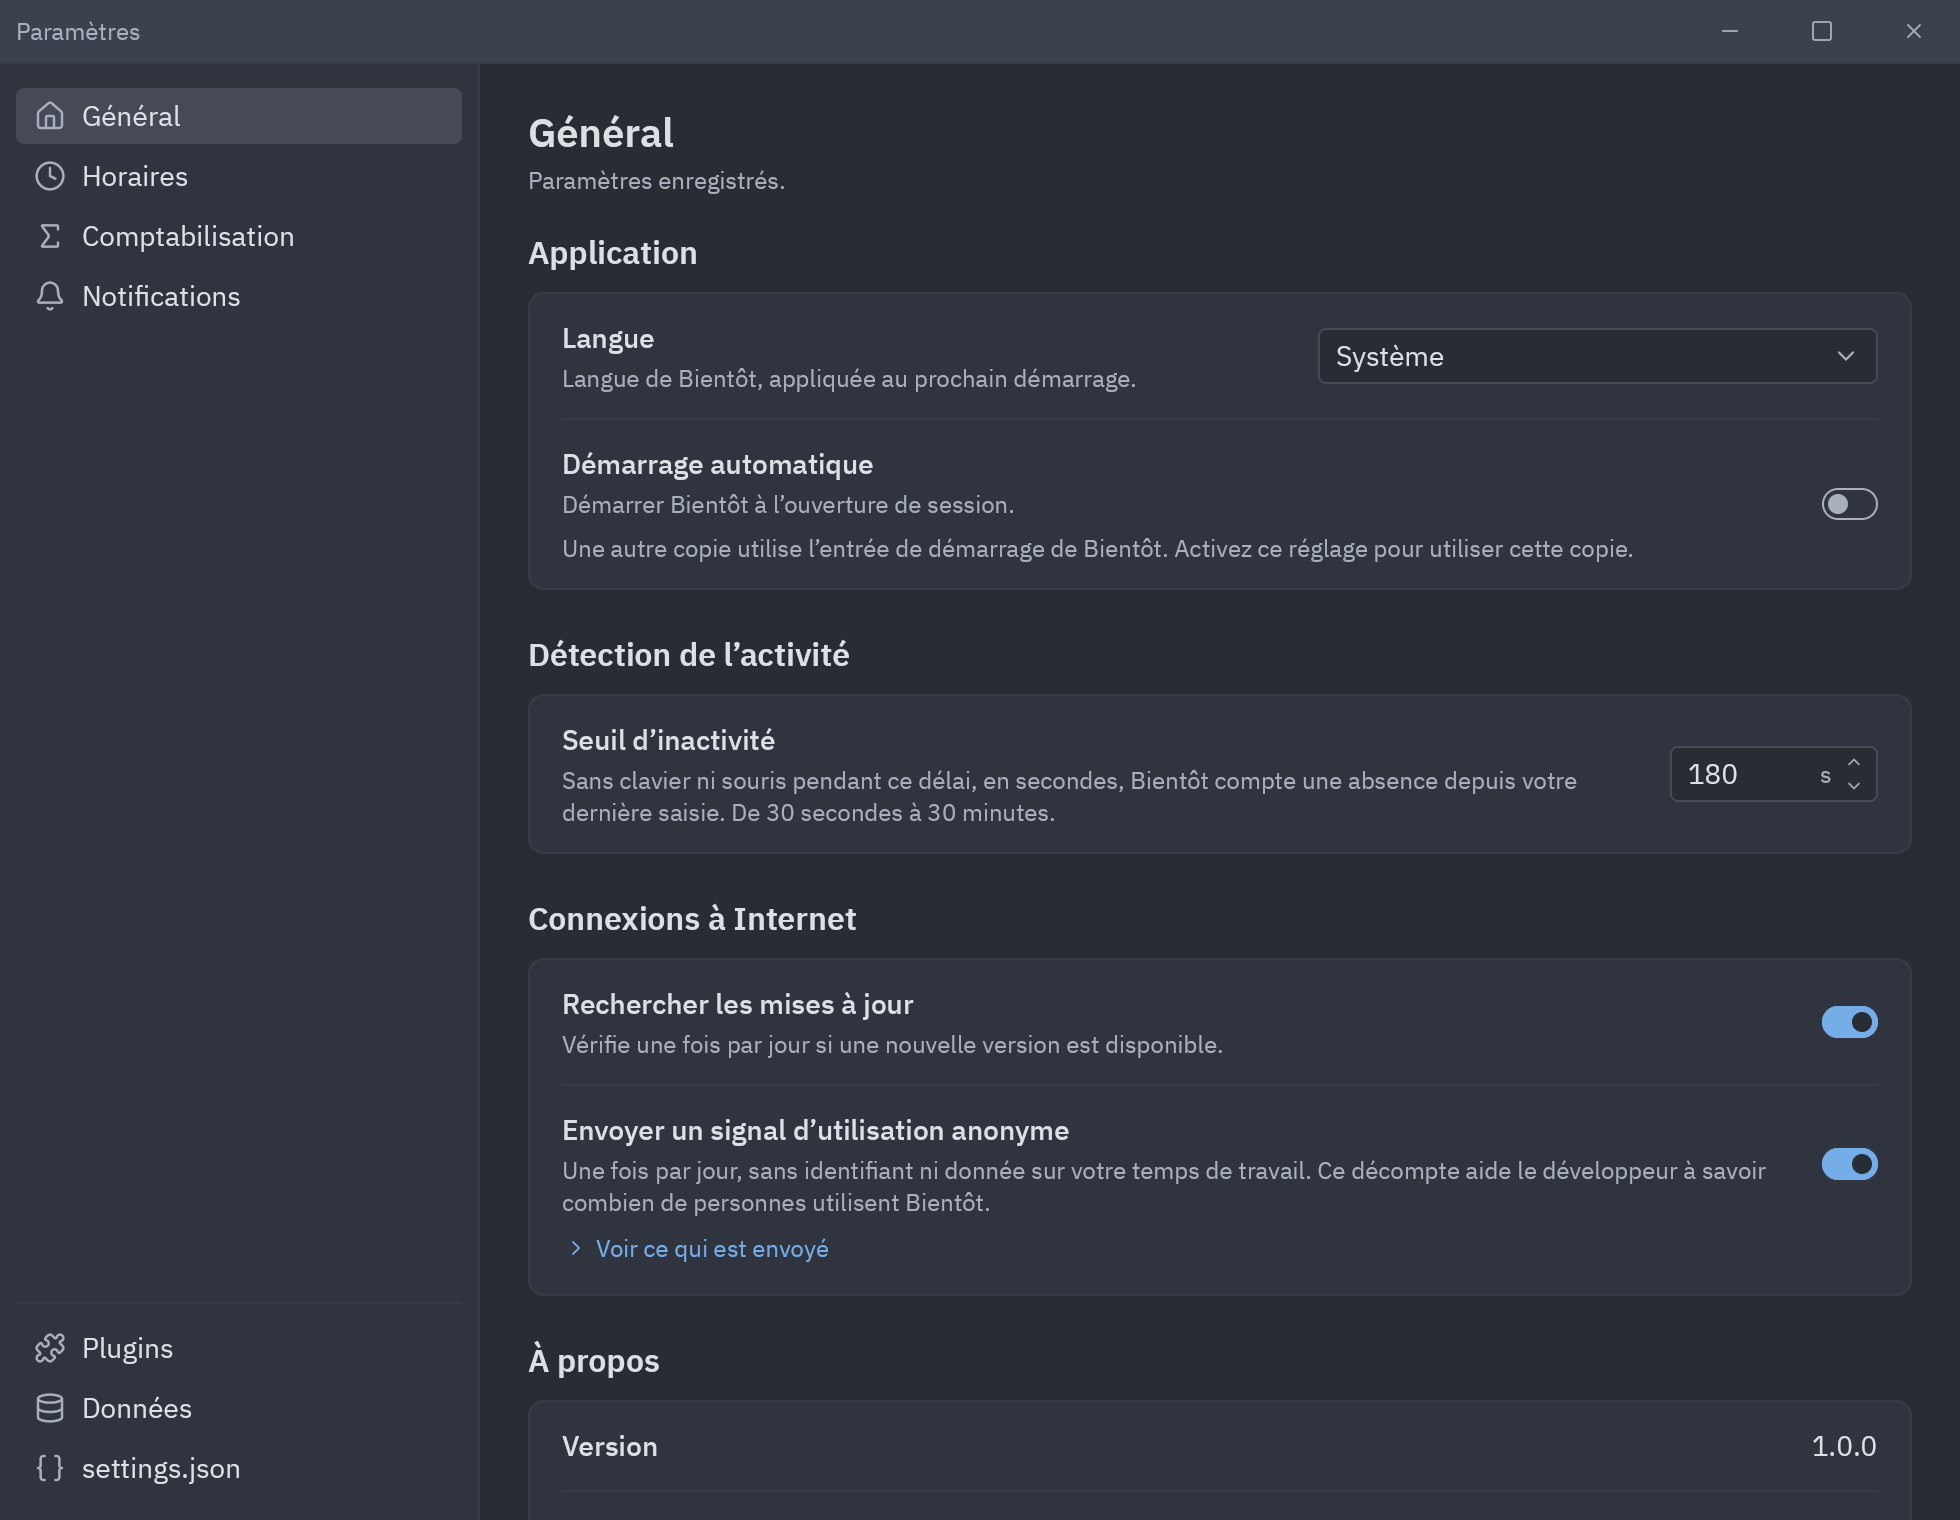 Paramètres
Général
Horaires
Comptabilisation
Notifications
Plugins
Données
settings.json
Général
Paramètres enregistrés.
Application
Langue
Langue de Bientôt, appliquée au prochain démarrage.
Système
Démarrage automatique
Démarrer Bientôt à l’ouverture de session.
Une autre copie utilise l’entrée de démarrage de Bientôt. Activez ce réglage pour utiliser cette copie.
Détection de l’activité
Seuil d’inactivité
Sans clavier ni souris pendant ce délai, en secondes, Bientôt compte une absence depuis votre
dernière saisie. De 30 secondes à 30 minutes.
180 s
Connexions à Internet
Rechercher les mises à jour
Vérifie une fois par jour si une nouvelle version est disponible.
Envoyer un signal d’utilisation anonyme
Une fois par jour, sans identifiant ni donnée sur votre temps de travail. Ce décompte aide le développeur à savoir
combien de personnes utilisent Bientôt.
Voir ce qui est envoyé
À propos
Version 1.0.0